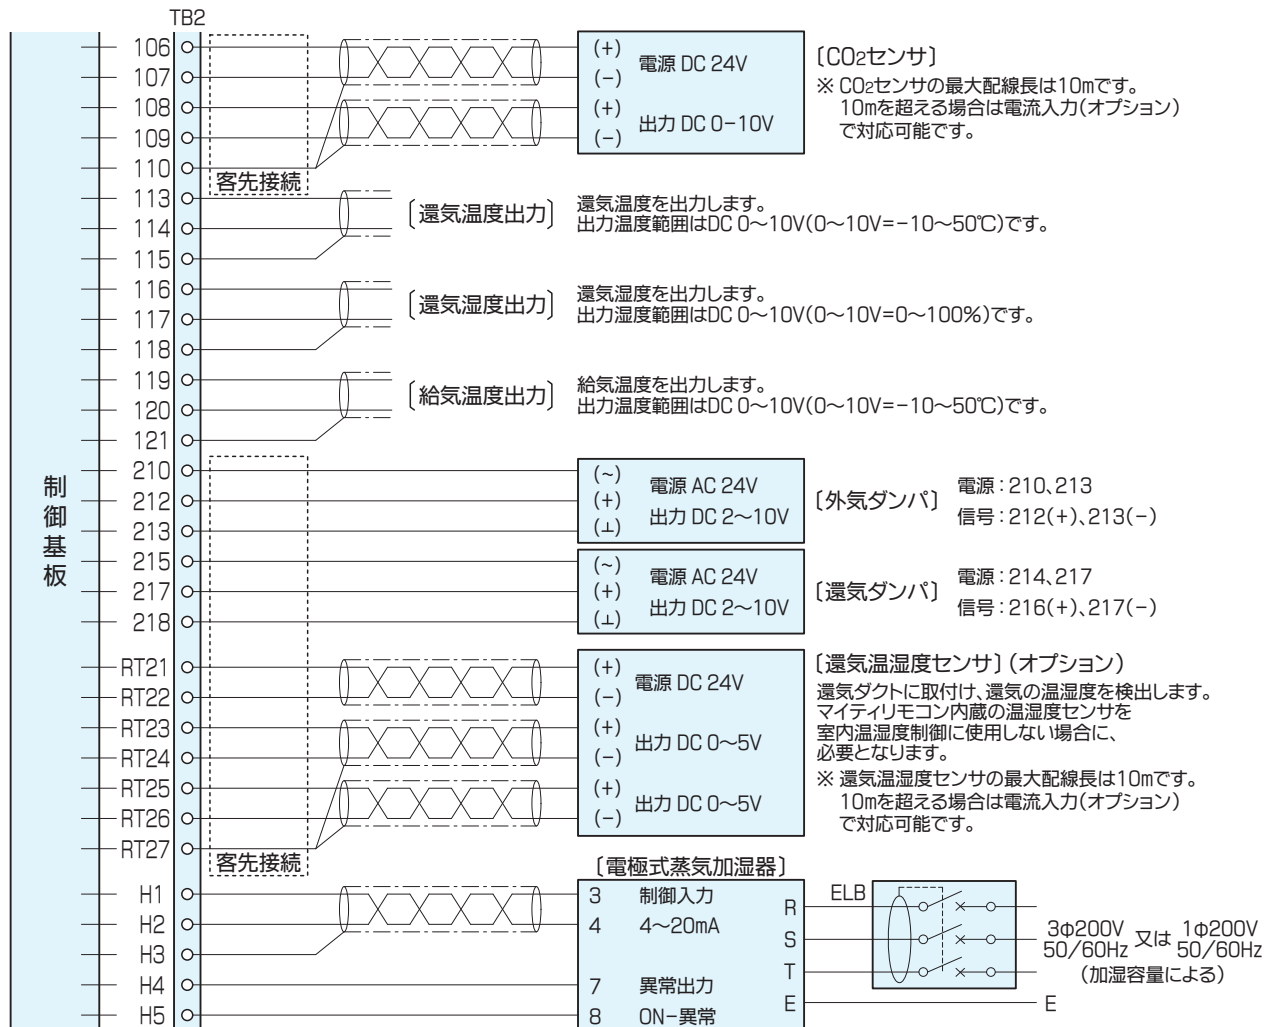 TB2
制御基板
106
107
108
109
110
客先接続
(+)
(−)
電源 DC 24V
(+)
(−)
出力 DC 0−10V
〔CO2センサ〕
※ CO2センサの最大配線長は10mです。
10mを超える場合は電流入力(オプション)
で対応可能です。
113
114
115
〔還気温度出力〕
還気温度を出力します。
出力温度範囲はDC 0〜10V(0〜10V=−10〜50℃)です。
116
117
118
〔還気湿度出力〕
還気湿度を出力します。
出力湿度範囲はDC 0〜10V(0〜10V=0〜100%)です。
119
120
121
〔給気温度出力〕
給気温度を出力します。
出力温度範囲はDC 0〜10V(0〜10V=−10〜50℃)です。
210
212
213
(~)
(+)
(⊥)
電源 AC 24V
出力 DC 2〜10V
〔外気ダンパ〕
電源：210、213
信号：212(+)、213(−)
215
217
218
(~)
(+)
(⊥)
電源 AC 24V
出力 DC 2〜10V
〔還気ダンパ〕
電源：214、217
信号：216(+)、217(−)
RT21
RT22
RT23
RT24
RT25
RT26
RT27
客先接続
(+)
(−)
電源 DC 24V
(+)
(−)
出力 DC 0〜5V
(+)
(−)
出力 DC 0〜5V
〔還気温湿度センサ〕(オプション)
還気ダクトに取付け、還気の温湿度を検出します。
マイティリモコン内蔵の温湿度センサを
室内温湿度制御に使用しない場合に、
必要となります。
※ 還気温湿度センサの最大配線長は10mです。
10mを超える場合は電流入力(オプション)
で対応可能です。
H1
H2
H3
H4
H5
〔電極式蒸気加湿器〕
3 制御入力
4 4〜20mA
7 異常出力
8 ON−異常
R
S
T
E
ELB
3φ200V
50/60Hz
又は
1φ200V
50/60Hz
(加湿容量による)
E